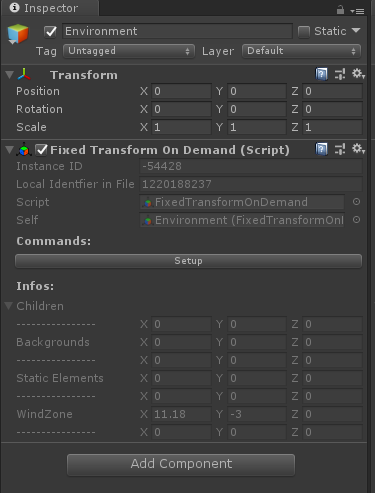 Inspector
Environment Static
Tag Untagged Layer Default
Transform
Position X 0 Y 0 Z 0
Rotation X 0 Y 0 Z 0
Scale X 1 Y 1 Z 1
Fixed Transform On Demand (Script)
Instance ID -54428
Local Identfier in File 1220188237
Script FixedTransformOnDemand
Self Environment (FixedTransformOnI
Commands:
Setup
Infos:
Children
---------------- X 0 Y 0 Z 0
Backgrounds X 0 Y 0 Z 0
---------------- X 0 Y 0 Z 0
Static Elements X 0 Y 0 Z 0
---------------- X 0 Y 0 Z 0
WindZone X 11.18 Y -3 Z 0
---------------- X 0 Y 0 Z 0
Add Component